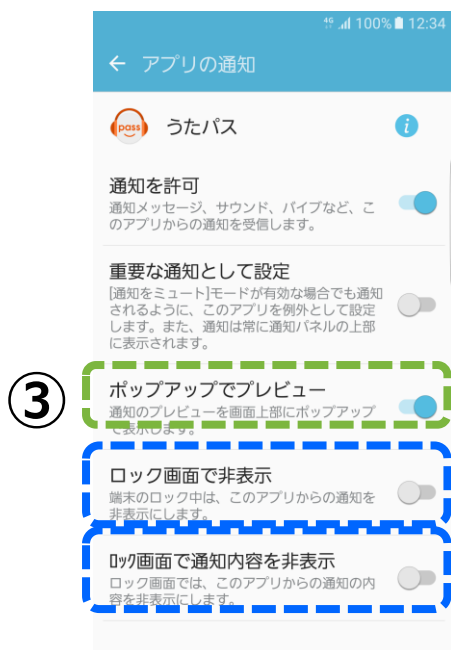 4G 100% 12:34
← アプリの通知
pass うたパス i
通知を許可
通知メッセージ、サウンド、バイブなど、こ
のアプリからの通知を受信します。
重要な通知として設定
[通知をミュート]モードが有効な場合でも通知
されるように、このアプリを例外として設定
します。また、通知は常に通知パネルの上部
に表示されます。
③
ポップアップでプレビュー
通知のプレビューを画面上部にポップアップ
で表示します。
ロック画面で非表示
端末のロック中は、このアプリからの通知を
非表示にします。
ロック画面で通知内容を非表示
ロック画面では、このアプリからの通知の内
容を非表示にします。